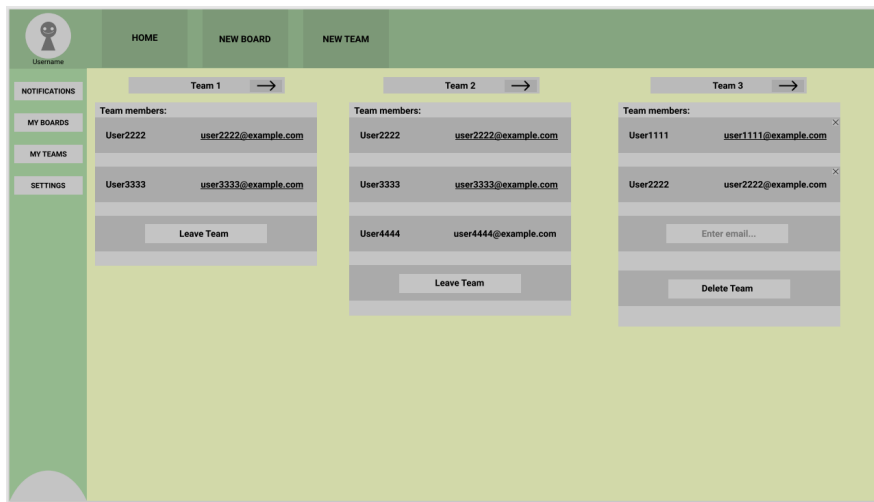 HOME
NEW BOARD
NEW TEAM
Username
NOTIFICATIONS
MY BOARDS
MY TEAMS
SETTINGS
Team 1
Team members:
User2222 user2222@example.com
User3333 user3333@example.com
Leave Team
Team 2
Team members:
User2222 user2222@example.com
User3333 user3333@example.com
User4444 user4444@example.com
Leave Team
Team 3
Team members:
User1111 user1111@example.com
User2222 user2222@example.com
Enter email...
Delete Team